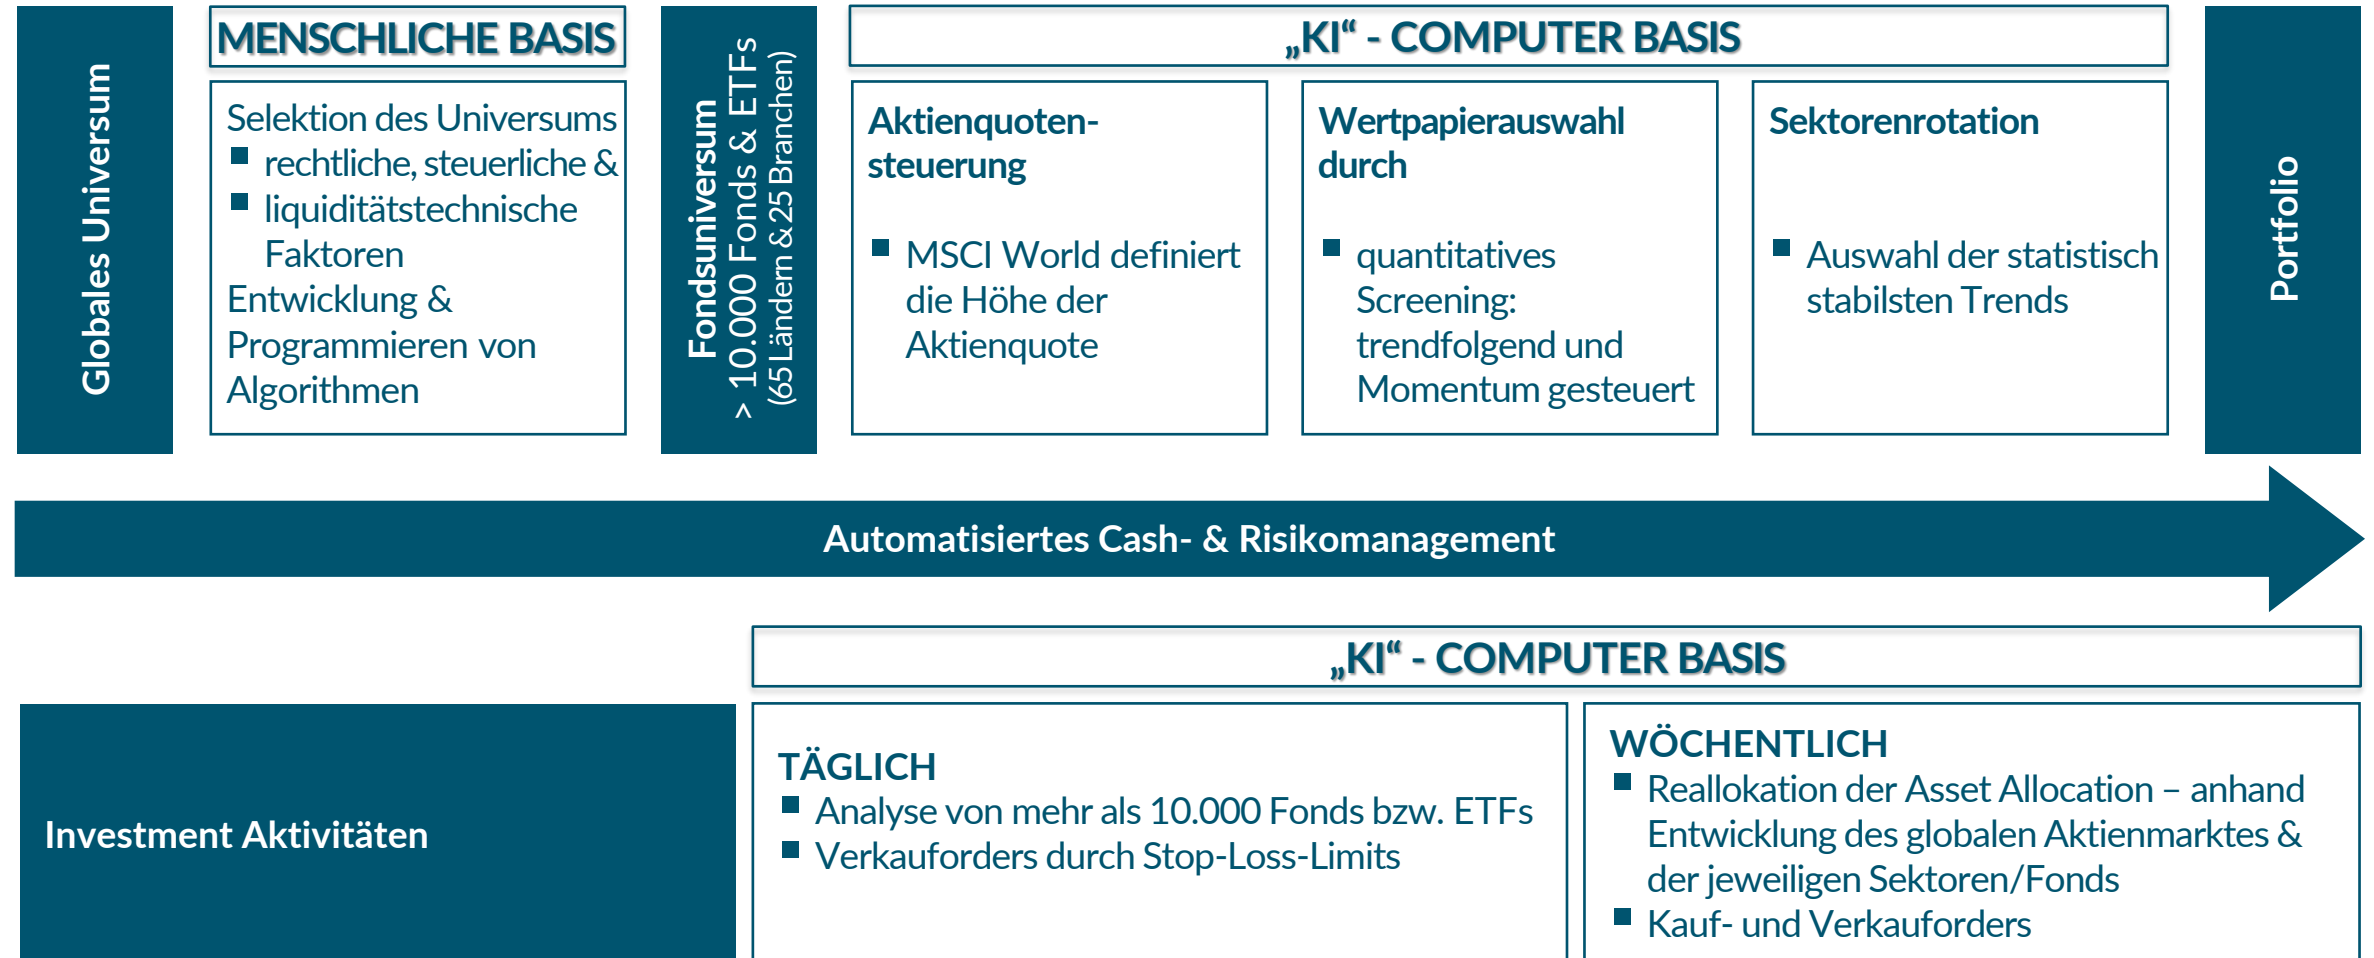 Globales Universum
MENSCHLICHE BASIS
Selektion des Universums
▪ rechtliche, steuerliche &
▪ liquiditätstechnische
Faktoren
Entwicklung &
Programmieren von
Algorithmen
Fondsuniversum
> 10.000 Fonds & ETFs
(65 Ländern & 25 Branchen)
„KI“ - COMPUTER BASIS
Aktienquoten-
steuerung
▪ MSCI World definiert
die Höhe der
Aktienquote
Wertpapierauswahl
durch
▪ quantitatives
Screening:
trendfolgend und
Momentum gesteuert
Sektorenrotation
▪ Auswahl der statistisch
stabilsten Trends
Portfolio
Automatisiertes Cash- & Risikomanagement
„KI“ - COMPUTER BASIS
Investment Aktivitäten
TÄGLICH
▪ Analyse von mehr als 10.000 Fonds bzw. ETFs
▪ Verkauforders durch Stop-Loss-Limits
WÖCHENTLICH
▪ Reallokation der Asset Allocation – anhand
Entwicklung des globalen Aktienmarktes &
der jeweiligen Sektoren/Fonds
▪ Kauf- und Verkauforders